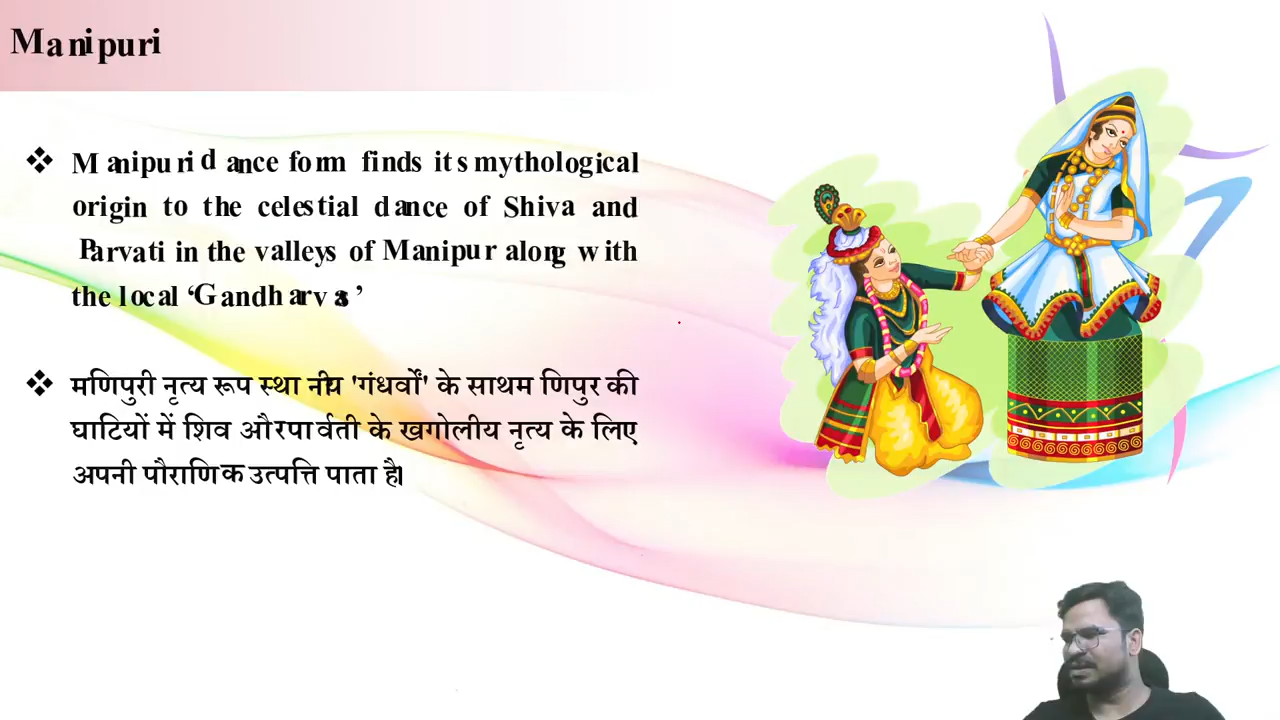 Manipuri
❖ Manipuri dance form finds its mythological
origin to the celestial dance of Shiva and
Parvati in the valleys of Manipur along with
the local ‘Gandharvas’
❖ मणिपुरी नृत्य रूप स्थानीय 'गंधर्वों' के साथ मणिपुर की
घाटियों में शिव और पार्वती के खगोलीय नृत्य के लिए
अपनी पौराणिक उत्पत्ति पाता है।